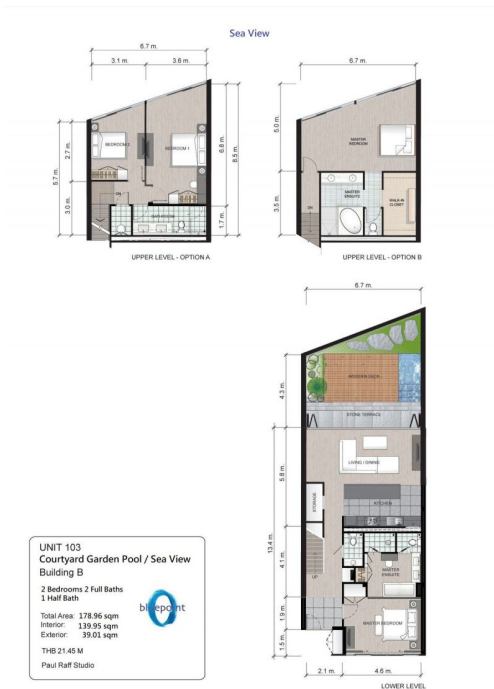 Sea View
6.7 m.
3.1 m.
3.6 m.
5.7 m.
2.7 m.
3.0 m.
6.8 m.
8.5 m.
1.7 m.
BEDROOM 2
BEDROOM 1
DN
BATHROOM
UPPER LEVEL - OPTION A
6.7 m.
5.0 m.
3.5 m.
MASTER
BEDROOM
MASTER
ENSUITE
WALK-IN
CLOSET
DN
UPPER LEVEL - OPTION B
6.7 m.
4.3 m.
WOODEN DECK
STONE TERRACE
5.8 m.
LIVING / DINING
STORAGE
KITCHEN
13.4 m.
4.1 m.
UP
MASTER
ENSUITE
1.9 m.
MASTER BEDROOM
1.5 m.
2.1 m.
4.6 m.
LOWER LEVEL
UNIT 103
Courtyard Garden Pool / Sea View
Building B
2 Bedrooms 2 Full Baths
1 Half Bath
bluepoint
Total Area: 178.96 sqm
Interior: 139.95 sqm
Exterior: 39.01 sqm
THB 21.45 M
Paul Raff Studio